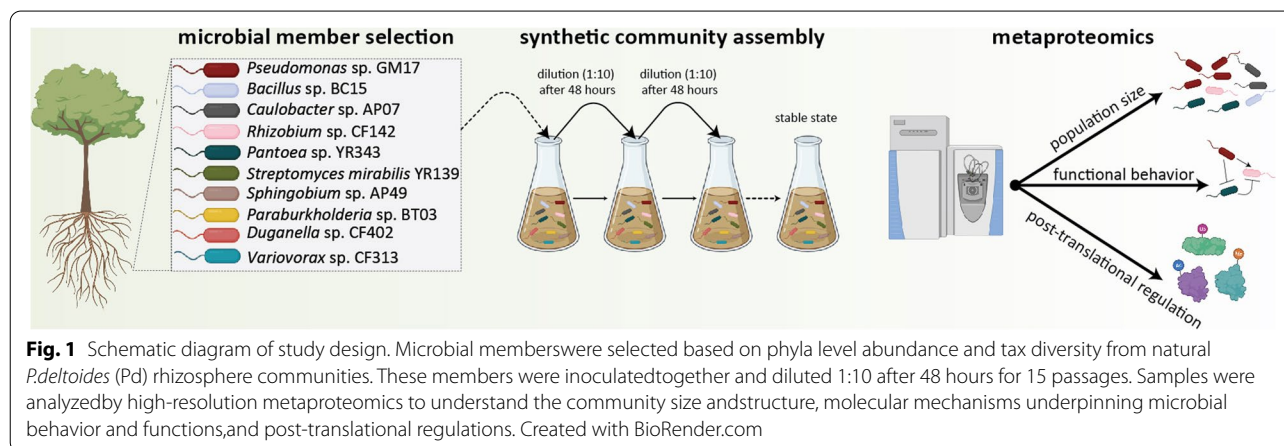 microbial member selection
Pseudomonas sp. GM17
Bacillus sp. BC15
Caulobacter sp. AP07
Rhizobium sp. CF142
Pantoea sp. YR343
Streptomyces mirabilis YR139
Sphingobium sp. AP49
Paraburkholderia sp. BT03
Duganella sp. CF402
Variovorax sp. CF313
synthetic community assembly
dilution (1:10)
after 48 hours
dilution (1:10)
after 48 hours
stable state
metaproteomics
population size
functional behavior
post-translational regulation
Fig. 1 Schematic diagram of study design. Microbial memberswere selected based on phyla level abundance and tax diversity from natural
P.deltoides (Pd) rhizosphere communities. These members were inoculatedtogether and diluted 1:10 after 48 hours for 15 passages. Samples were
analyzedby high-resolution metaproteomics to understand the community size andstructure, molecular mechanisms underpinning microbial
behavior and functions,and post-translational regulations. Created with BioRender.com